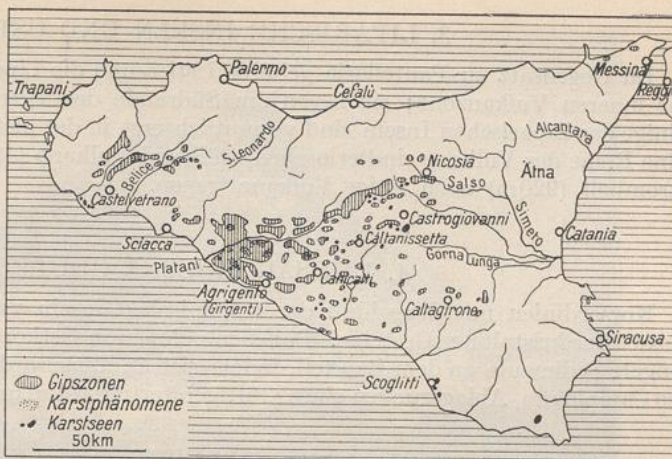 Messina
Reggi
Palermo
Trapani
Cefalù
Alcantara
S. Leonardo
Nicosia
Belice
Salso
Ätna
Castelvetrano
Castrogiovanni
Simeto
Caltanissetta
Catania
Sciacca
Gorna Lunga
Platani
Canicatti
Agrigento
(Girgenti)
Caltagirone
Siracusa
Scoglitti
Gipszonen
Karstphänomene
Karstseen
50km